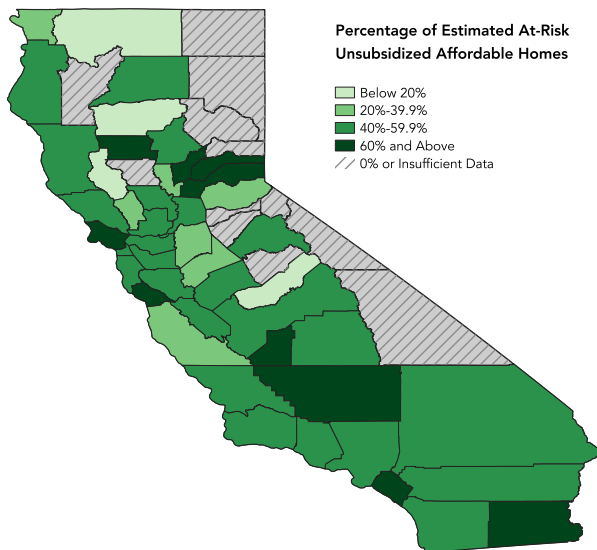 Percentage of Estimated At-Risk
Unsubsidized Affordable Homes
Below 20%
20%-39.9%
40%-59.9%
60% and Above
0% or Insufficient Data